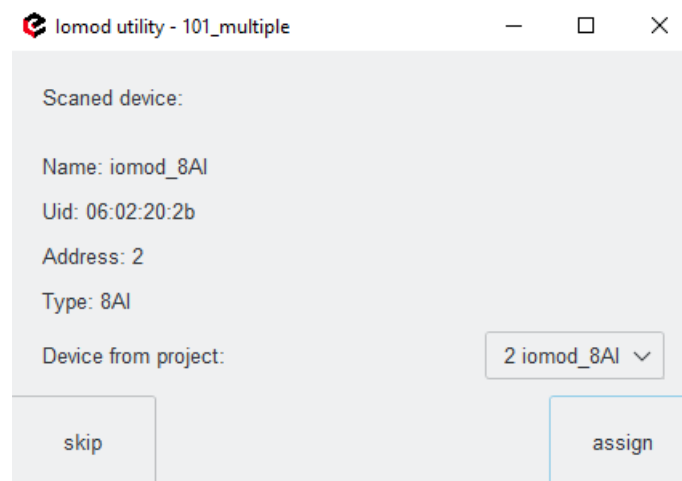 Iomod utility - 101_multiple
Scaned device:
Name: iomod_8AI
Uid: 06:02:20:2b
Address: 2
Type: 8AI
Device from project: 2 iomod_8AI
skip assign